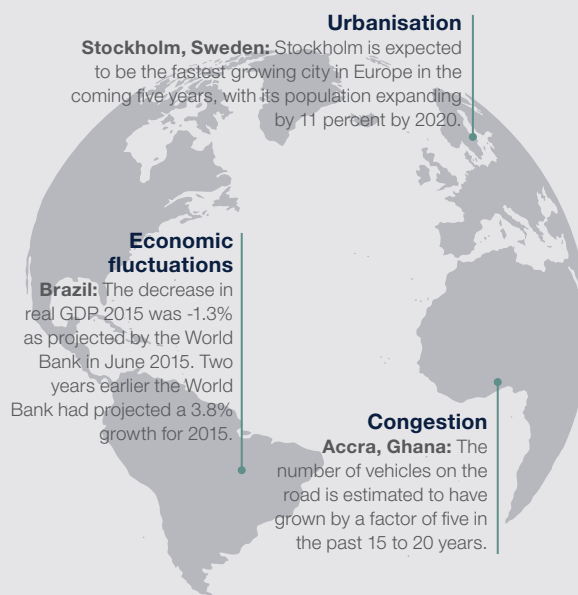 Urbanisation
Stockholm, Sweden: Stockholm is expected
to be the fastest growing city in Europe in the
coming five years, with its population expanding
by 11 percent by 2020.
Economic
fluctuations
Brazil: The decrease in
real GDP 2015 was -1.3%
as projected by the World
Bank in June 2015. Two
years earlier the World
Bank had projected a 3.8%
growth for 2015.
Congestion
Accra, Ghana: The
number of vehicles on the
road is estimated to have
grown by a factor of five in
the past 15 to 20 years.